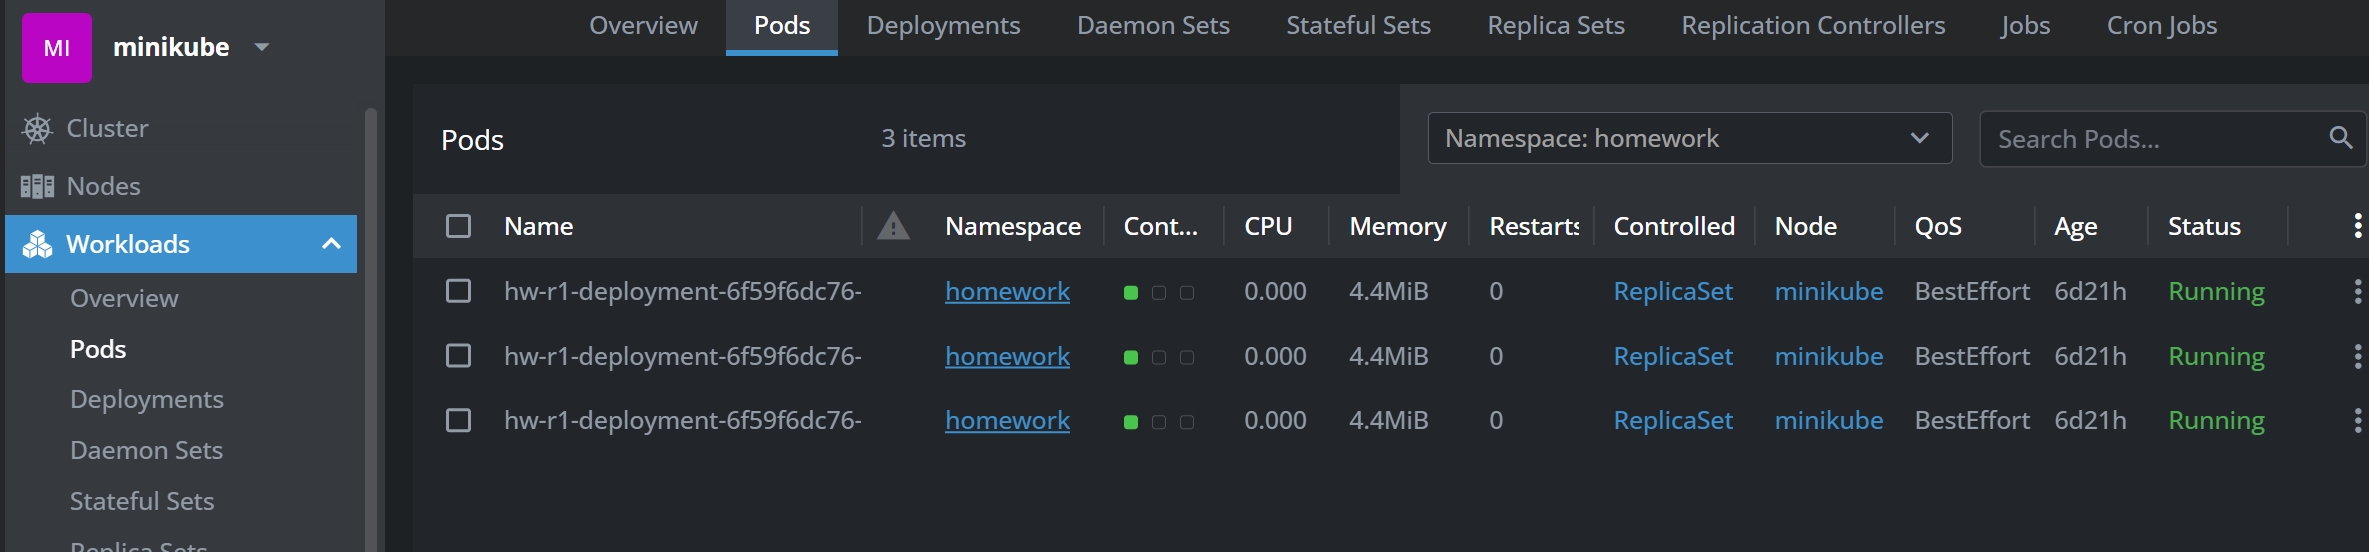 MI minikube
Cluster
Nodes
Workloads
Overview
Pods
Deployments
Daemon Sets
Stateful Sets
Replica Sets
Overview Pods Deployments Daemon Sets Stateful Sets Replica Sets Replication Controllers Jobs Cron Jobs
Pods 3 items Namespace: homework Search Pods...
Name Namespace Cont... CPU Memory Restarts Controlled Node QoS Age Status
hw-r1-deployment-6f59f6dc76- homework 0.000 4.4MiB 0 ReplicaSet minikube BestEffort 6d21h Running
hw-r1-deployment-6f59f6dc76- homework 0.000 4.4MiB 0 ReplicaSet minikube BestEffort 6d21h Running
hw-r1-deployment-6f59f6dc76- homework 0.000 4.4MiB 0 ReplicaSet minikube BestEffort 6d21h Running